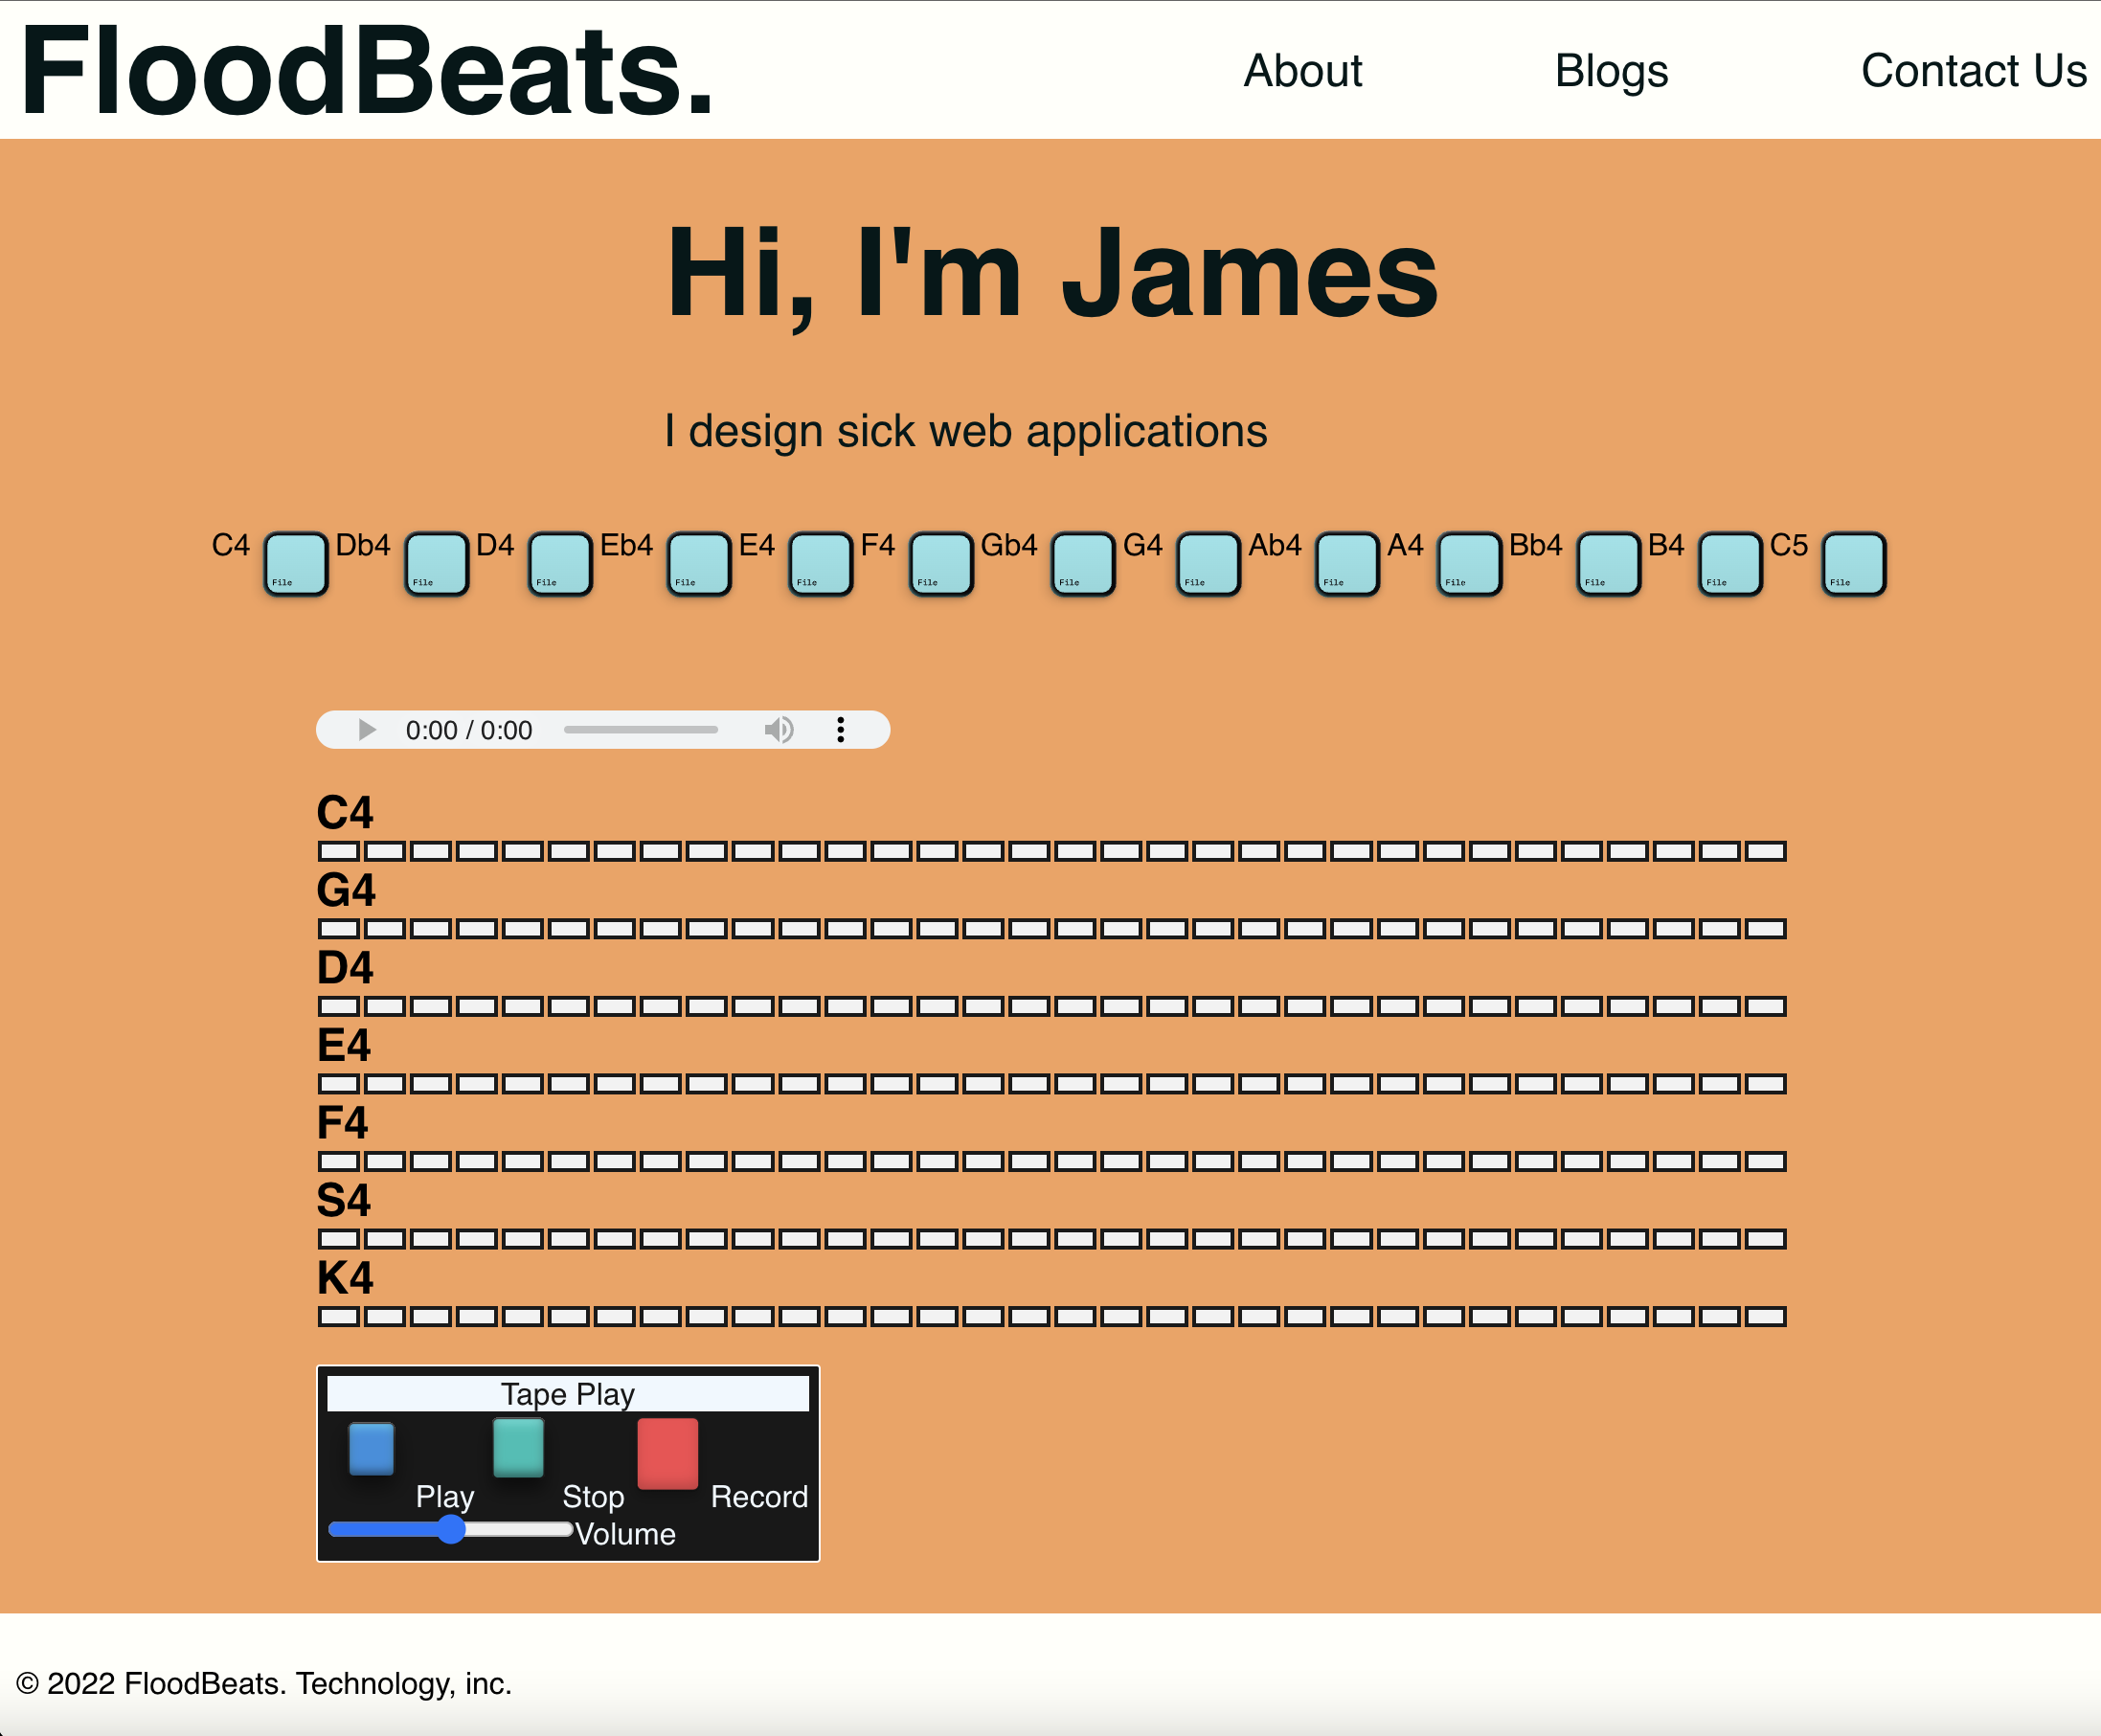 FloodBeats. About Blogs Contact Us
Hi, I'm James
I design sick web applications
C4 Db4 D4 Eb4 E4 F4 Gb4 G4 Ab4 A4 Bb4 B4 C5
File File File File File File File File File File File File File
0:00 / 0:00
C4
G4
D4
E4
F4
S4
K4
Tape Play
Play Stop Record
Volume
© 2022 FloodBeats. Technology, inc.